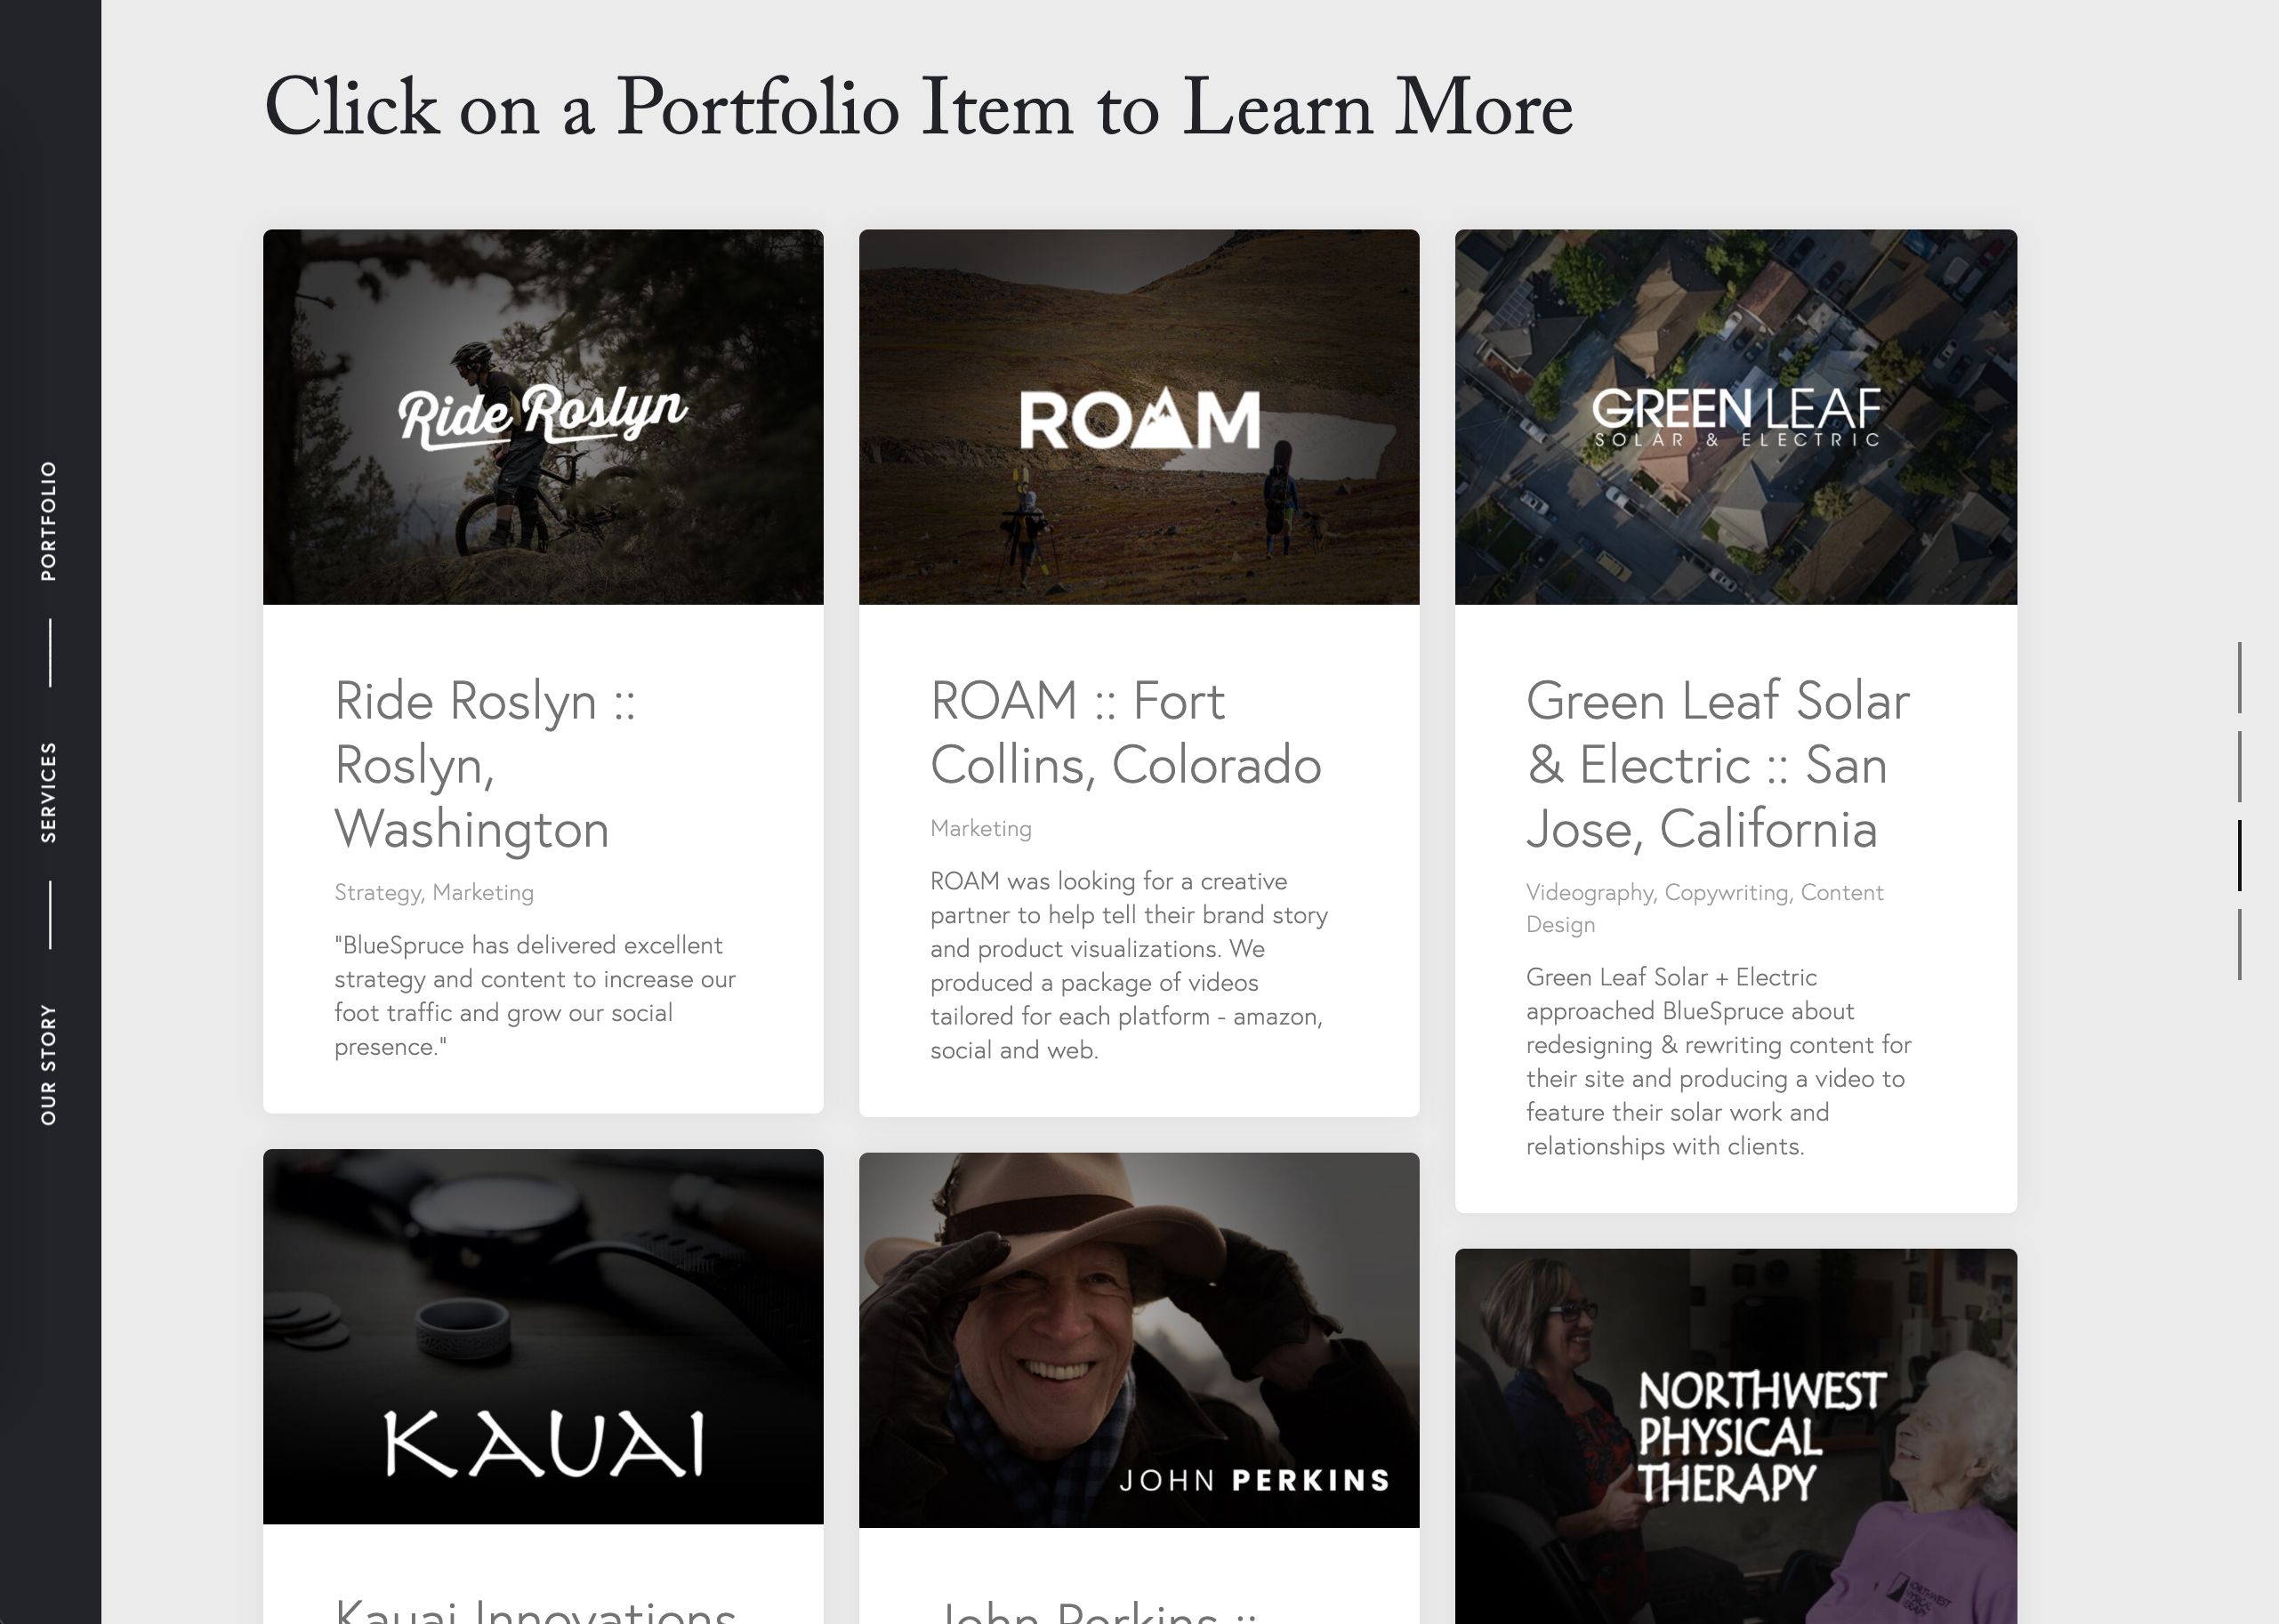 Click on a Portfolio Item to Learn More
PORTFOLIO
SERVICES
OUR STORY
Ride Roslyn
Ride Roslyn ::
Roslyn,
Washington
Strategy, Marketing
"BlueSpruce has delivered excellent
strategy and content to increase our
foot traffic and grow our social
presence."
ROAM
ROAM :: Fort
Collins, Colorado
Marketing
ROAM was looking for a creative
partner to help tell their brand story
and product visualizations. We
produced a package of videos
tailored for each platform - amazon,
social and web.
GREEN LEAF
SOLAR & ELECTRIC
Green Leaf Solar
& Electric :: San
Jose, California
Videography, Copywriting, Content
Design
Green Leaf Solar + Electric
approached BlueSpruce about
redesigning & rewriting content for
their site and producing a video to
feature their solar work and
relationships with clients.
KAUAI
Kauai Innovations
JOHN PERKINS
John Perkins ::
NORTHWEST
PHYSICAL
THERAPY
NORTHWEST
PHYSICAL
THERAPY